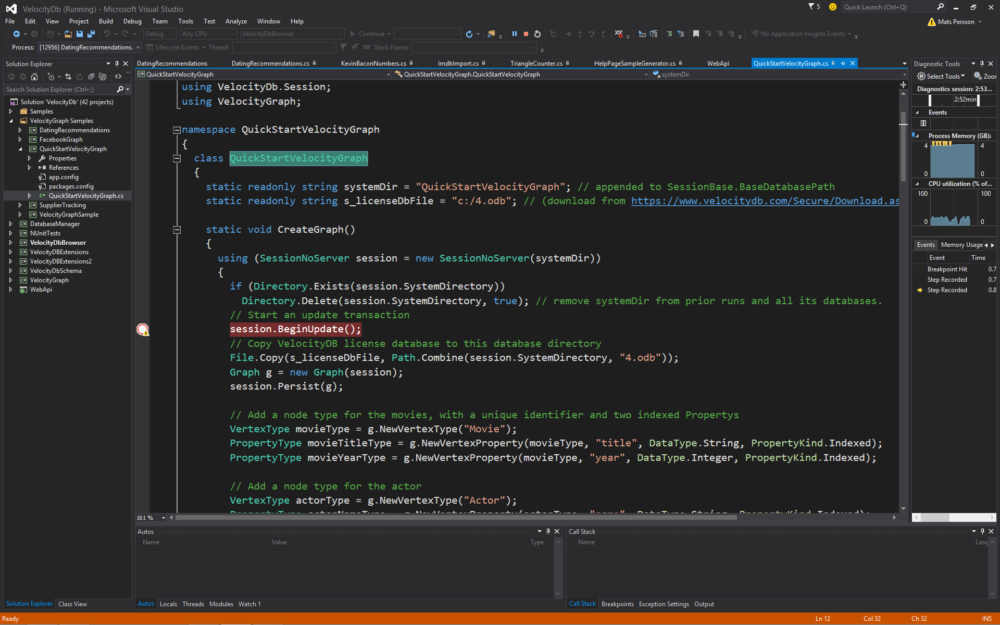 VelocityDb (Running) - Microsoft Visual Studio
5
Quick Launch (Ctrl+Q)
File Edit View Project Build Debug Team Tools Test Analyze Window Help
Mats Persson
Debug Any CPU VelocityDbBrowser Continue No Application Insights Events
Process: [12956] DatingRecommendations. Lifecycle Events Thread: Stack Frame:
Solution Explorer
Search Solution Explorer (Ctrl+;)
Solution 'VelocityDb' (42 projects)
Samples
VelocityGraph Samples
DatingRecommendations
FacebookGraph
QuickStartVelocityGraph
Properties
References
app.config
packages.config
QuickStartVelocityGraph.cs
SupplierTracking
VelocityGraphSample
DatabaseManager
NUnitTests
VelocityDbBrowser
VelocityDBExtensions
VelocityDBExtensions2
VelocityDbSchema
VelocityGraph
WebApi
Solution Explorer Class View
DatingRecommendations DatingRecommendations.cs KevinBaconNumbers.cs ImdbImport.cs TriangleCounter.cs HelpPageSampleGenerator.cs WebApi QuickStartVelocityGraph.cs
QuickStartVelocityGraph QuickStartVelocityGraph.QuickStartVelocityGraph systemDir
using VelocityDb.Session;
using VelocityGraph;
namespace QuickStartVelocityGraph
{
class QuickStartVelocityGraph
{
static readonly string systemDir = "QuickStartVelocityGraph"; // appended to SessionBase.BaseDatabasePath
static readonly string s_licenseDbFile = "c:/4.odb"; // (download from https://www.velocitydb.com/Secure/Download.as
static void CreateGraph()
{
using (SessionNoServer session = new SessionNoServer(systemDir))
{
if (Directory.Exists(session.SystemDirectory))
Directory.Delete(session.SystemDirectory, true); // remove systemDir from prior runs and all its databases.
// Start an update transaction
session.BeginUpdate();
// Copy VelocityDB license database to this database directory
File.Copy(s_licenseDbFile, Path.Combine(session.SystemDirectory, "4.odb"));
Graph g = new Graph(session);
session.Persist(g);
// Add a node type for the movies, with a unique identifier and two indexed Propertys
VertexType movieType = g.NewVertexType("Movie");
PropertyType movieTitleType = g.NewVertexProperty(movieType, "title", DataType.String, PropertyKind.Indexed);
PropertyType movieYearType = g.NewVertexProperty(movieType, "year", DataType.Integer, PropertyKind.Indexed);
// Add a node type for the actor
VertexType actorType = g.NewVertexType("Actor");
PropertyType actorNameType = g.NewVertexProperty(actorType, "name", DataType.String, PropertyKind.Indexed);
161 %
Diagnostic Tools
Select Tools Zoor
Diagnostics session: 2:53...
2:52min
Events
Process Memory (GB):
4 4
0 0
CPU utilization (% of...
100 100
0 0
Events Memory Usage
Event Time
Breakpoint Hit 0.7
Step Recorded 0.7
Step Recorded 0.8
Autos
Name Value Type
Autos Locals Threads Modules Watch 1
Call Stack
Name Lang
Call Stack Breakpoints Exception Settings Output
Ready Ln 12 Col 32 Ch 32 INS